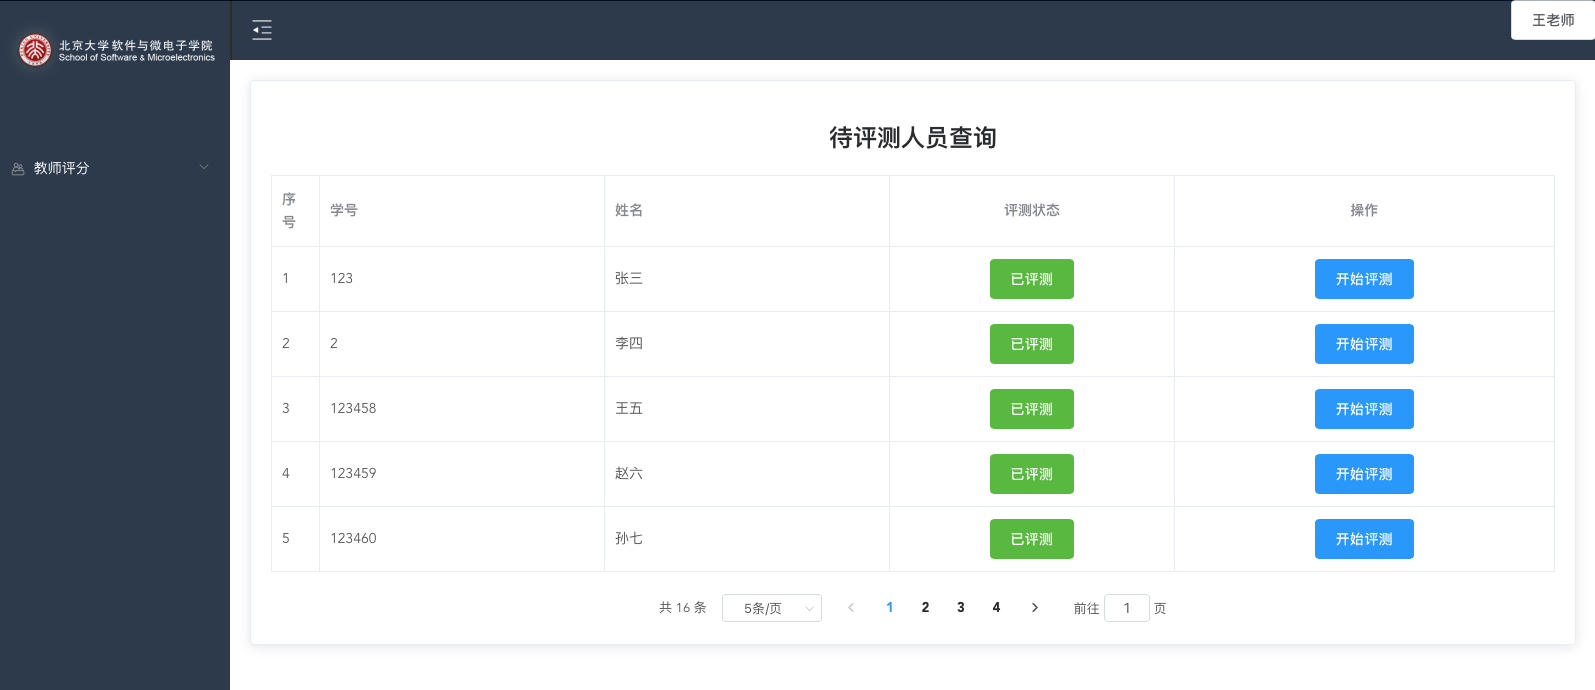 北京大学软件与微电子学院
School of Software & Microelectronics
王老师
教师评分
待评测人员查询
序号 学号 姓名 评测状态 操作
1 123 张三 已评测 开始评测
2 2 李四 已评测 开始评测
3 123458 王五 已评测 开始评测
4 123459 赵六 已评测 开始评测
5 123460 孙七 已评测 开始评测
共 16 条 5条/页 1 2 3 4 前往 1 页